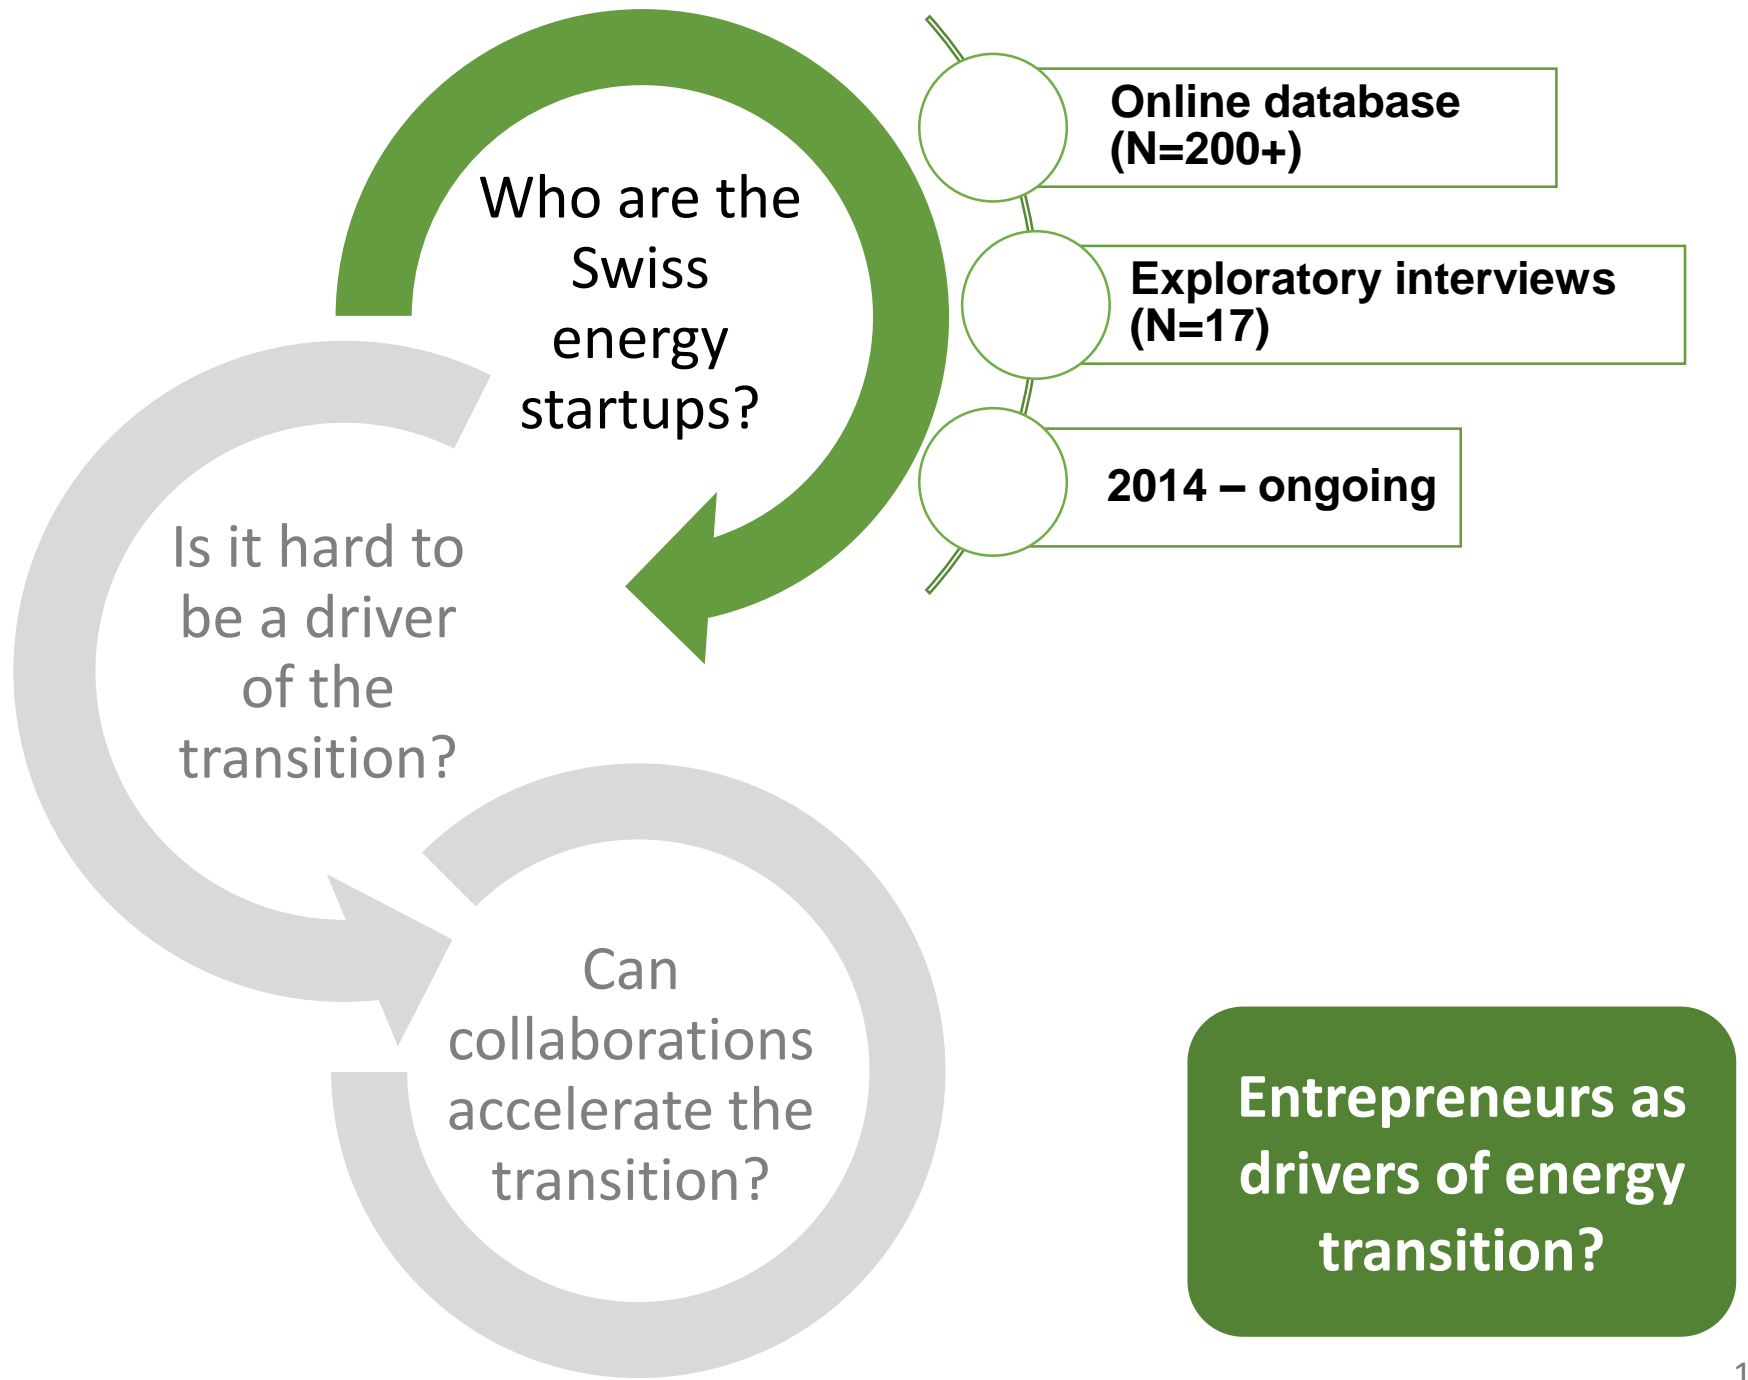 Who are the
Swiss
energy
startups?
Online database
(N=200+)
Exploratory interviews
(N=17)
2014 – ongoing
Is it hard to
be a driver
of the
transition?
Can
collaborations
accelerate the
transition?
Entrepreneurs as
drivers of energy
transition?
1